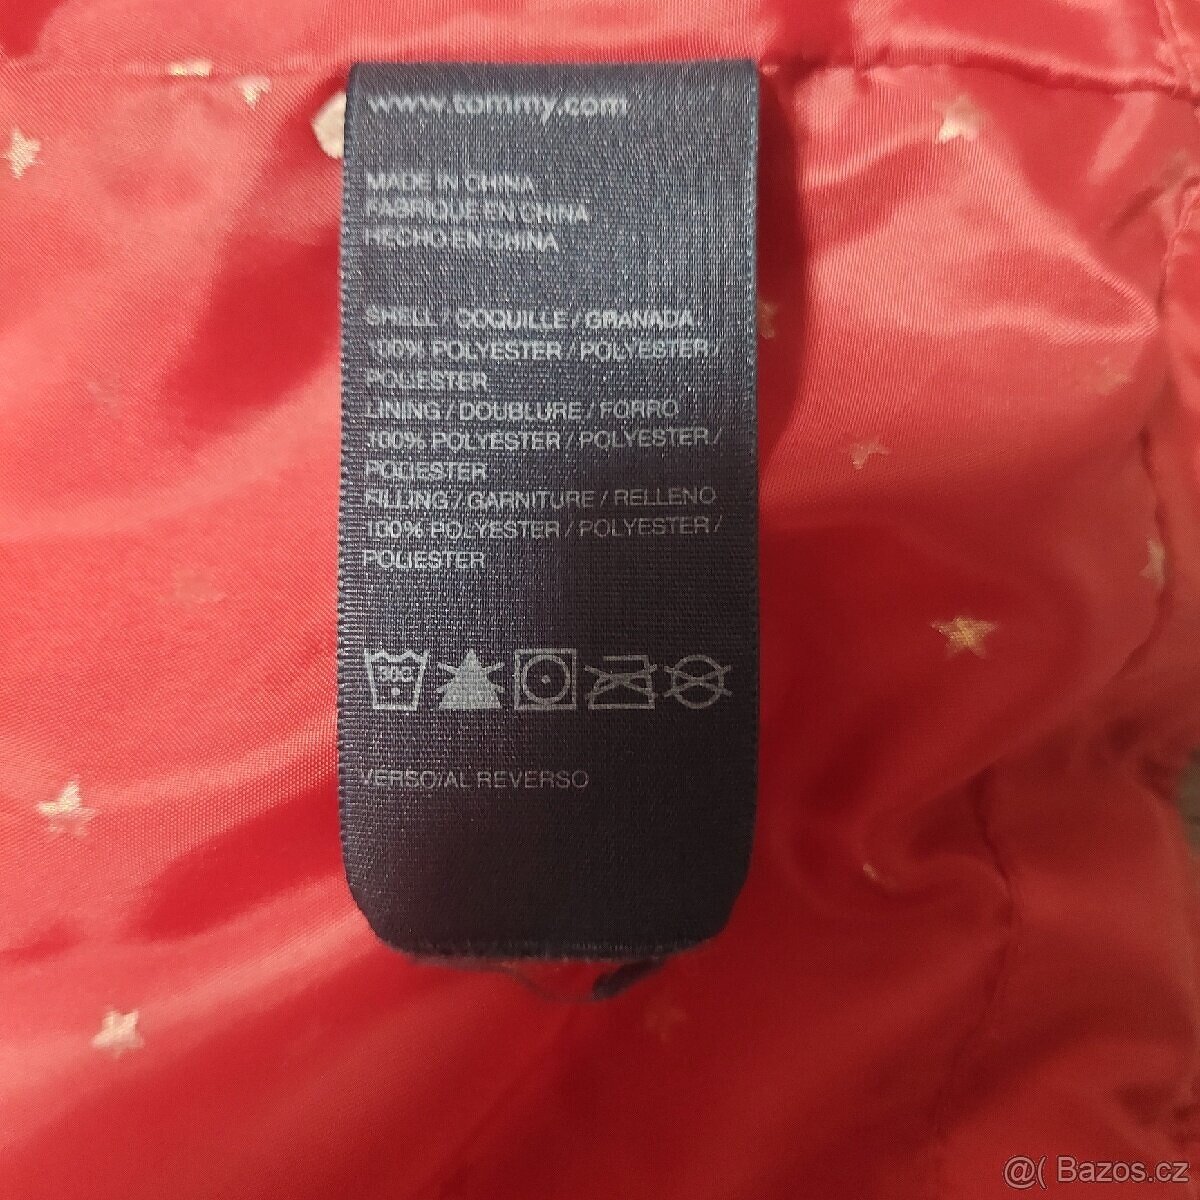 www.tommy.com
MADE IN CHINA
FABRIQUE EN CHINA
HECHO EN CHINA
SHELL / COQUILLE / GRANADA
100% POLYESTER / POLYESTER /
POLIESTER
LINING / DOUBLURE / FORRO
100% POLYESTER / POLYESTER /
POLIESTER
FILLING / GARNITURE / RELLENO
100% POLYESTER / POLYESTER /
POLIESTER
30C
VERSO/AL REVERSO
@( Bazos.cz